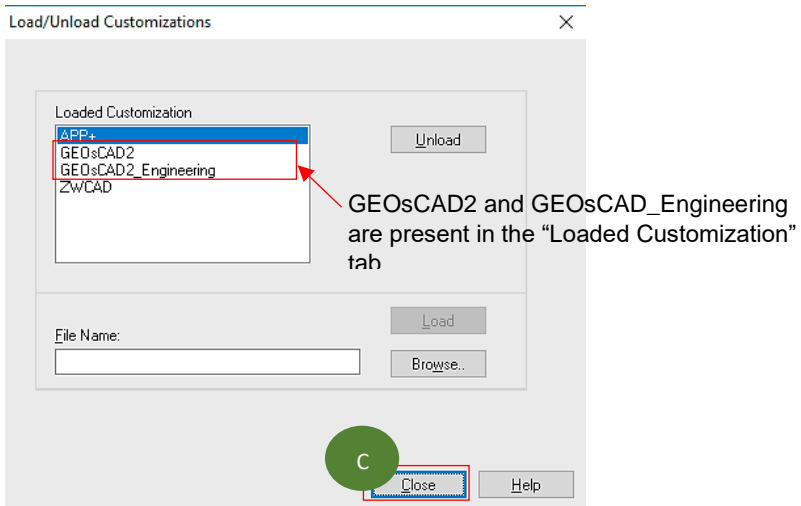 Load/Unload Customizations
Loaded Customization
APP+
GEOsCAD2
GEOsCAD2_Engineering
ZWCAD
Unload
GEOsCAD2 and GEOsCAD_Engineering
are present in the “Loaded Customization”
tab
File Name:
Load
Browse..
C
Close
Help